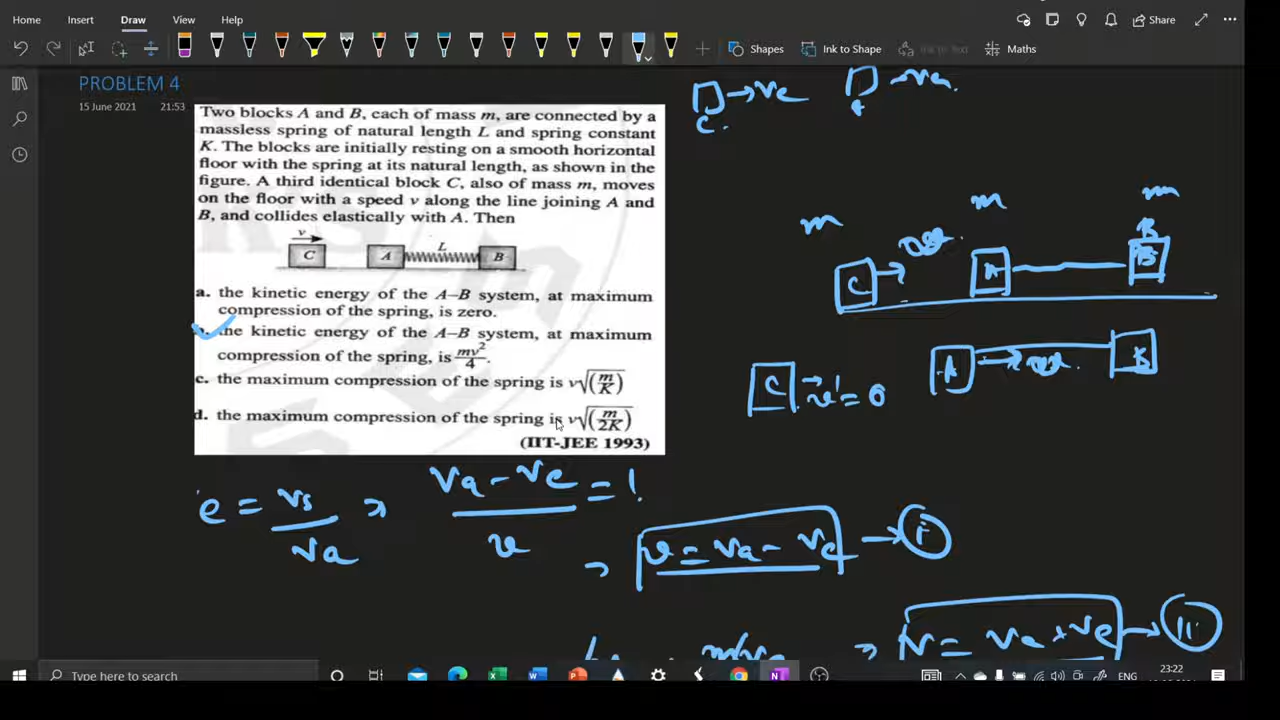 Home Insert Draw View Help
Share
Shapes
Ink to Shape
Ink to Text
Maths
PROBLEM 4
15 June 2021 21:53
Two blocks A and B, each of mass m, are connected by a
massless spring of natural length L and spring constant
K. The blocks are initially resting on a smooth horizontal
floor with the spring at its natural length, as shown in the
figure. A third identical block C, also of mass m, moves
on the floor with a speed v along the line joining A and
B, and collides elastically with A. Then
v
L
C A B
a. the kinetic energy of the A–B system, at maximum
compression of the spring, is zero.
the kinetic energy of the A–B system, at maximum
compression of the spring, is mv²/4.
c. the maximum compression of the spring is v√(m/K)
d. the maximum compression of the spring is v√(m/2K)
(IIT-JEE 1993)
→vc
C.
m m m
C A B
C v'=0 A
e = vs/va → va - vc / v = 1
→ v = va - vc → I
v = va + vc → II
Type here to search
ENG
23:22